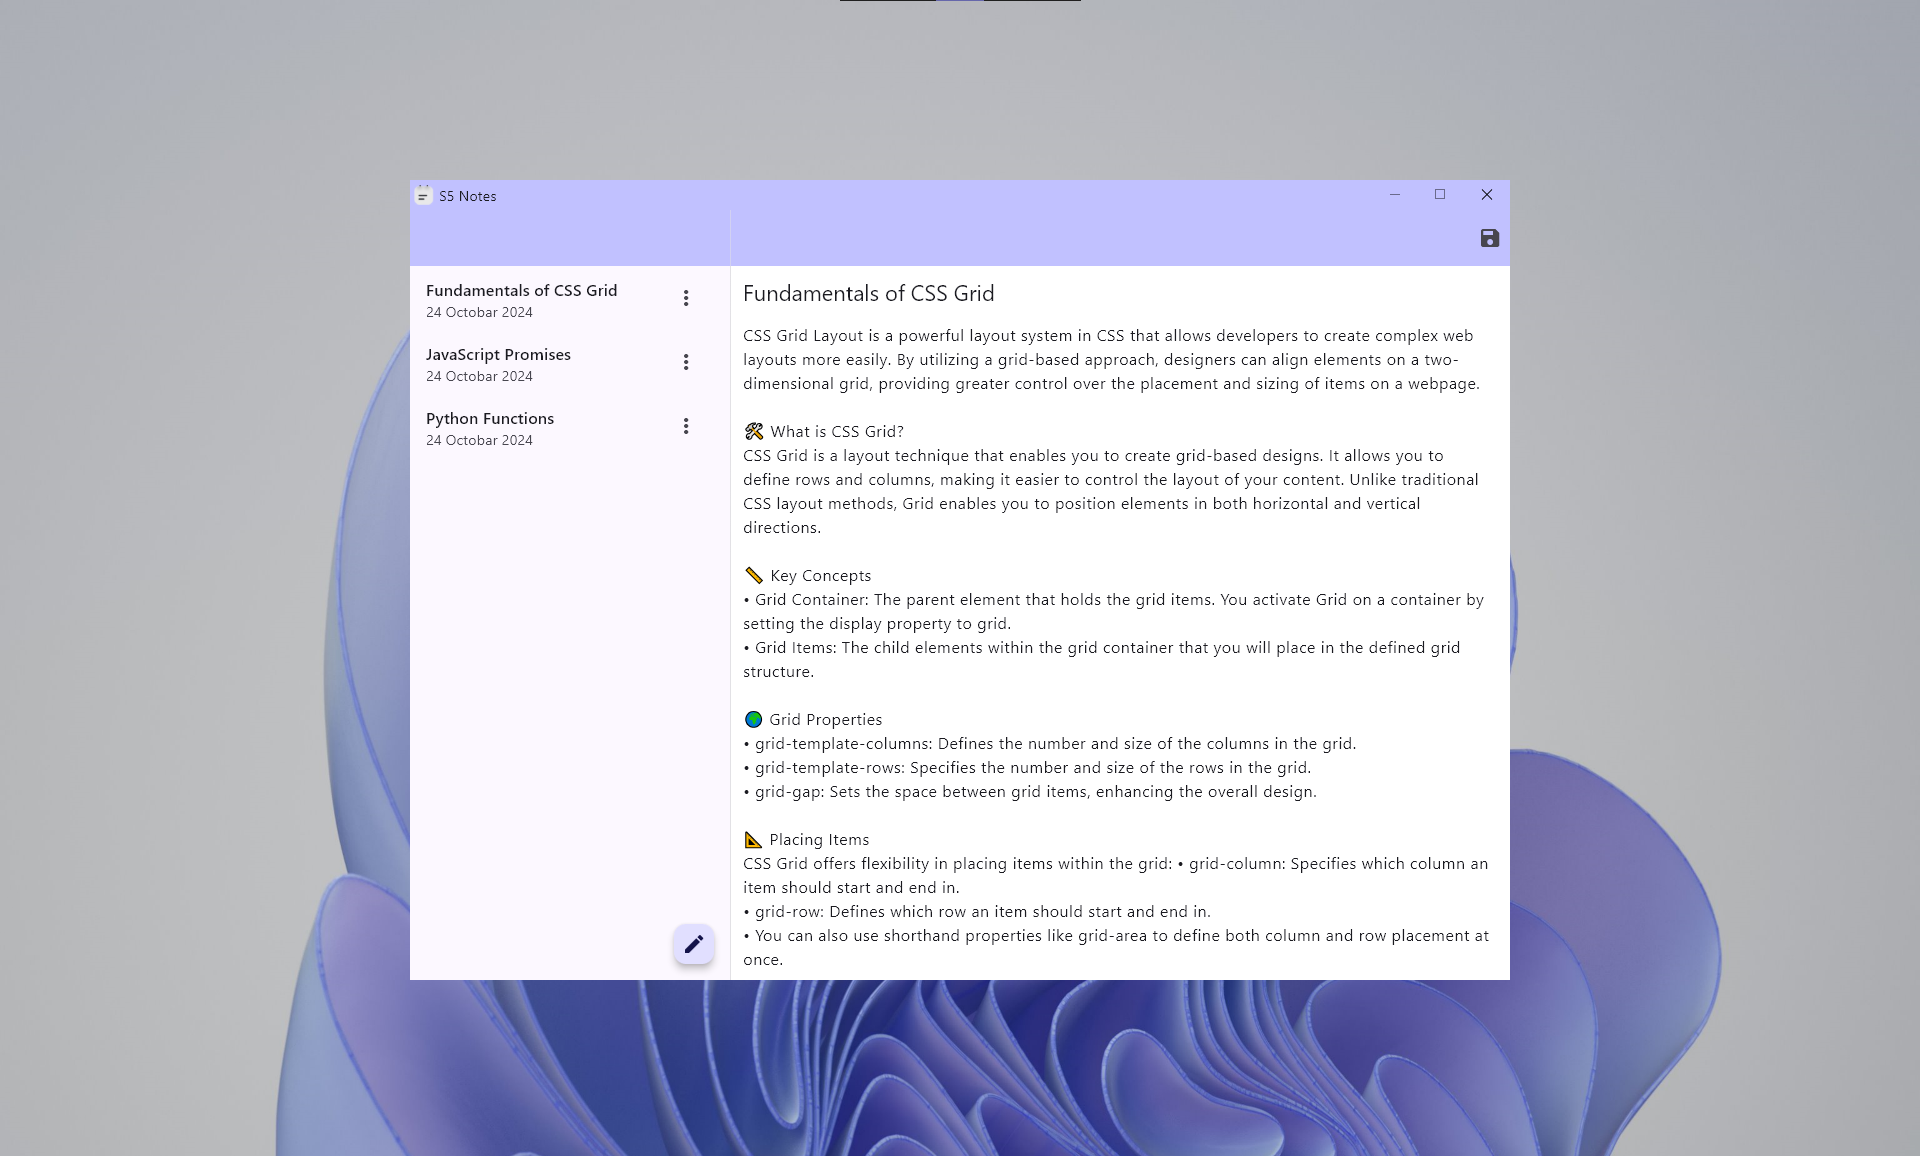 S5 Notes
Fundamentals of CSS Grid
24 Octobar 2024
JavaScript Promises
24 Octobar 2024
Python Functions
24 Octobar 2024
Fundamentals of CSS Grid
CSS Grid Layout is a powerful layout system in CSS that allows developers to create complex web
layouts more easily. By utilizing a grid-based approach, designers can align elements on a two-
dimensional grid, providing greater control over the placement and sizing of items on a webpage.
🛠 What is CSS Grid?
CSS Grid is a layout technique that enables you to create grid-based designs. It allows you to
define rows and columns, making it easier to control the layout of your content. Unlike traditional
CSS layout methods, Grid enables you to position elements in both horizontal and vertical
directions.
📏 Key Concepts
• Grid Container: The parent element that holds the grid items. You activate Grid on a container by
setting the display property to grid.
• Grid Items: The child elements within the grid container that you will place in the defined grid
structure.
🌍 Grid Properties
• grid-template-columns: Defines the number and size of the columns in the grid.
• grid-template-rows: Specifies the number and size of the rows in the grid.
• grid-gap: Sets the space between grid items, enhancing the overall design.
📐 Placing Items
CSS Grid offers flexibility in placing items within the grid: • grid-column: Specifies which column an
item should start and end in.
• grid-row: Defines which row an item should start and end in.
• You can also use shorthand properties like grid-area to define both column and row placement at
once.